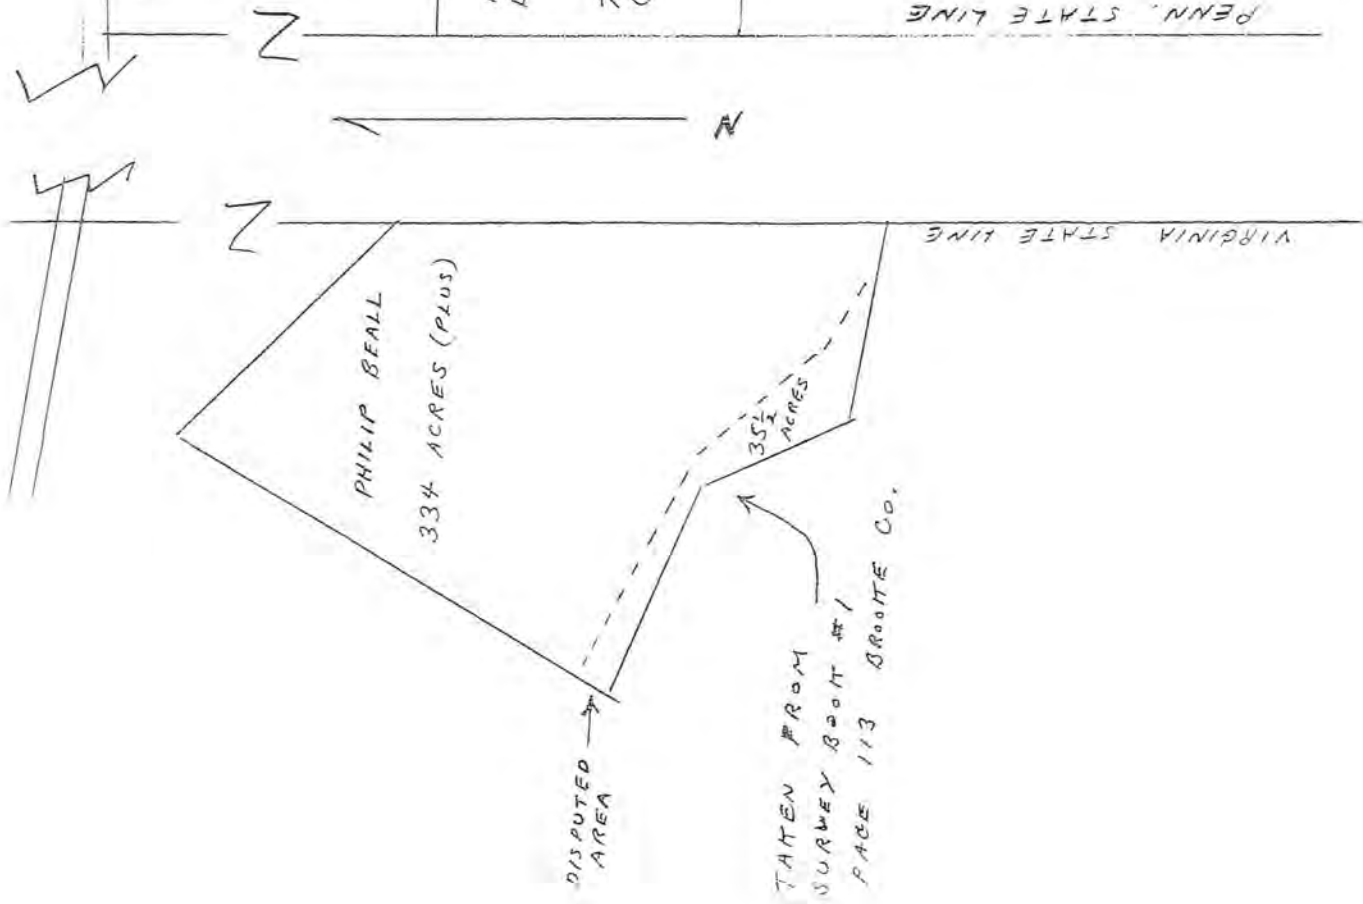 PENN. STATE LINE
N
VIRGINIA STATE LINE
PHILIP BEALL
334 ACRES (PLUS)
35½
ACRES
DISPUTED
AREA
TAKEN FROM
SURVEY BOOK #1
PAGE 113 BROOKE CO.